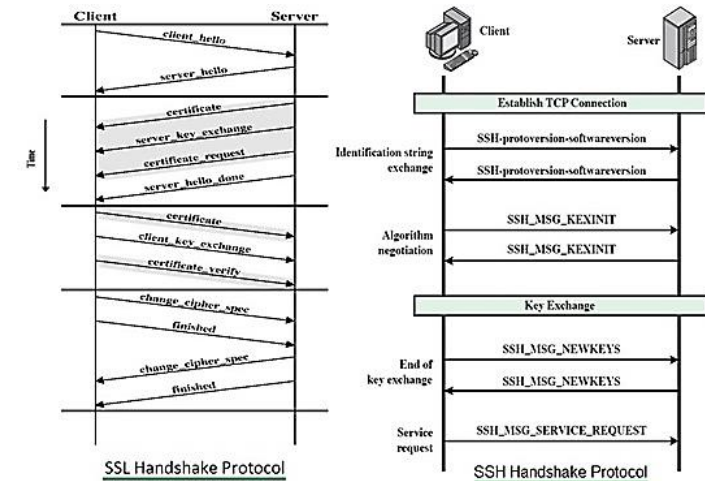 Client
Server
client_hello
server_hello
certificate
server_key_exchange
certificate_request
server_hello_done
Time
certificate
client_key_exchange
certificate_verify
change_cipher_spec
finished
change_cipher_spec
finished
SSL Handshake Protocol
Client
Server
Establish TCP Connection
Identification string
exchange
SSH-protoversion-softwareversion
SSH-protoversion-softwareversion
Algorithm
negotiation
SSH_MSG_KEXINIT
SSH_MSG_KEXINIT
Key Exchange
End of
key exchange
SSH_MSG_NEWKEYS
SSH_MSG_NEWKEYS
Service
request
SSH_MSG_SERVICE_REQUEST
SSH Handshake Protocol